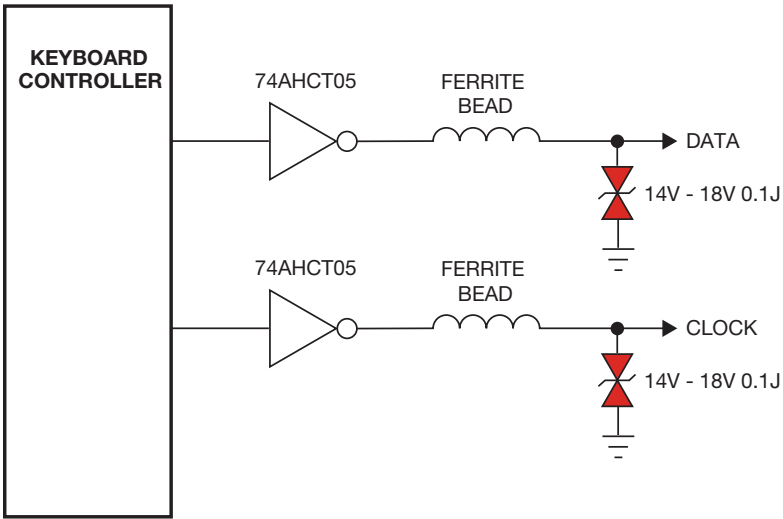 KEYBOARD
CONTROLLER
74AHCT05
FERRITE
BEAD
DATA
14V - 18V 0.1J
74AHCT05
FERRITE
BEAD
CLOCK
14V - 18V 0.1J